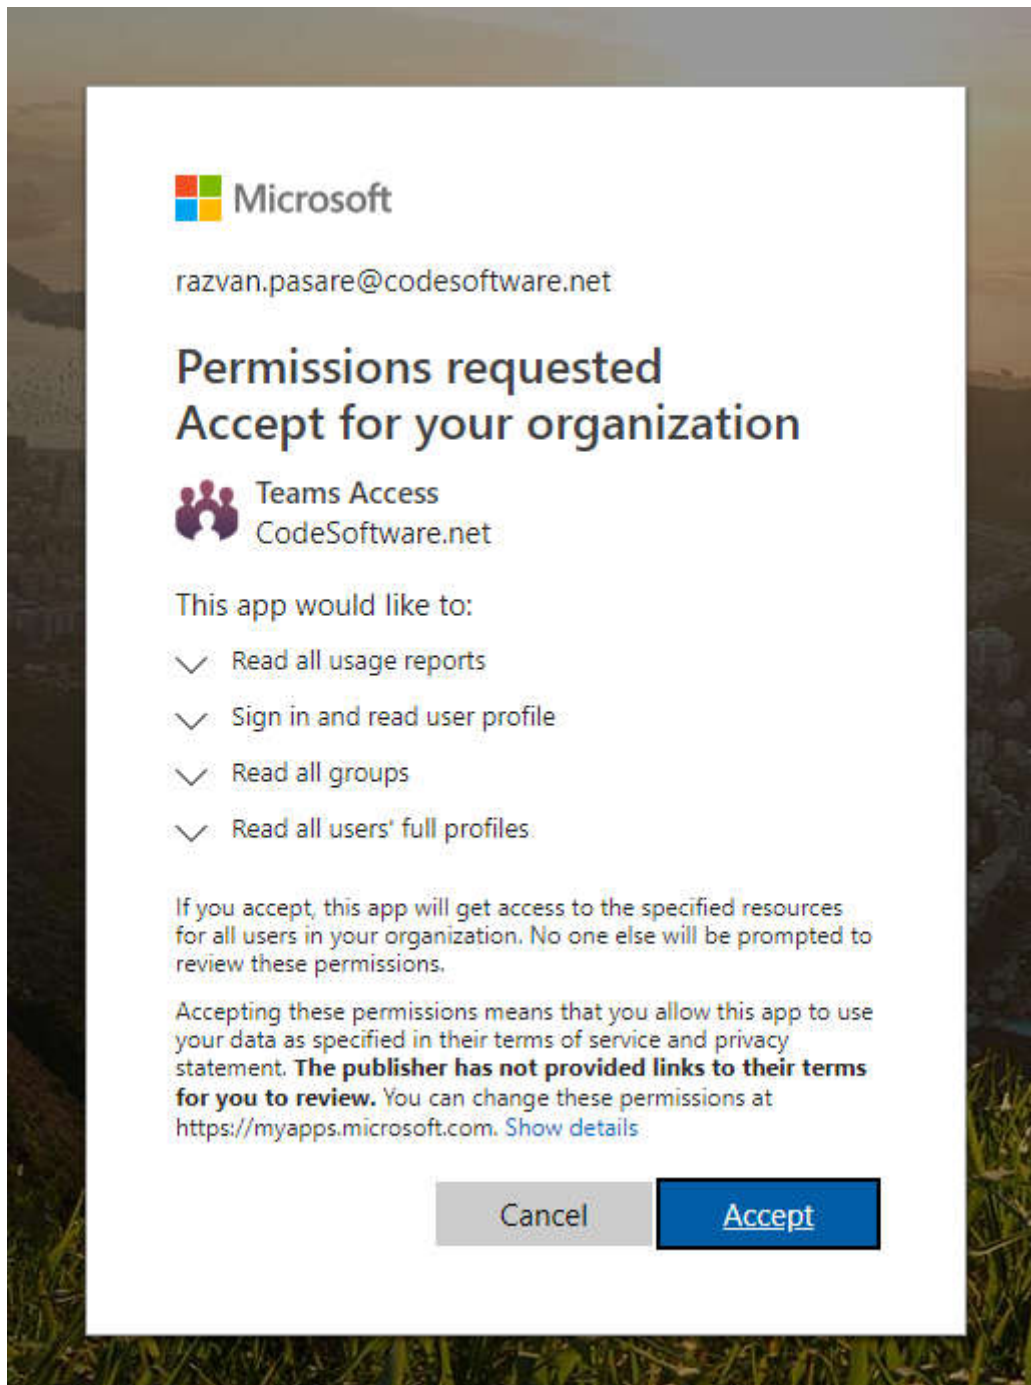 Microsoft
razvan.pasare@codesoftware.net
Permissions requested
Accept for your organization
Teams Access
CodeSoftware.net
This app would like to:
Read all usage reports
Sign in and read user profile
Read all groups
Read all users' full profiles
If you accept, this app will get access to the specified resources
for all users in your organization. No one else will be prompted to
review these permissions.
Accepting these permissions means that you allow this app to use
your data as specified in their terms of service and privacy
statement. The publisher has not provided links to their terms
for you to review. You can change these permissions at
https://myapps.microsoft.com. Show details
Cancel
Accept